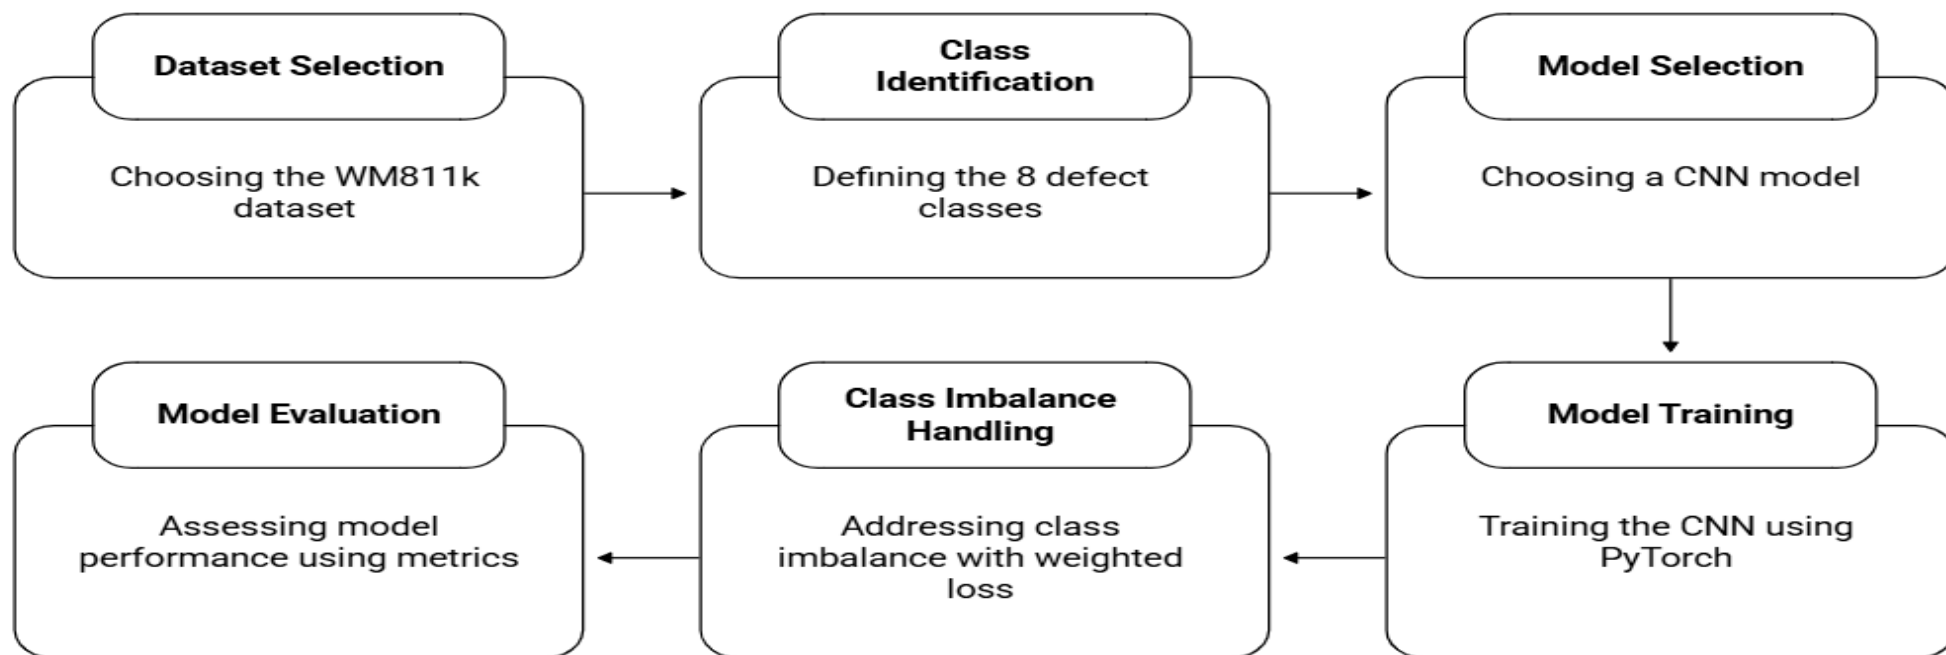 Dataset Selection
Choosing the WM811k
dataset
Class
Identification
Defining the 8 defect
classes
Model Selection
Choosing a CNN model
Model Training
Training the CNN using
PyTorch
Class Imbalance
Handling
Addressing class
imbalance with weighted
loss
Model Evaluation
Assessing model
performance using metrics